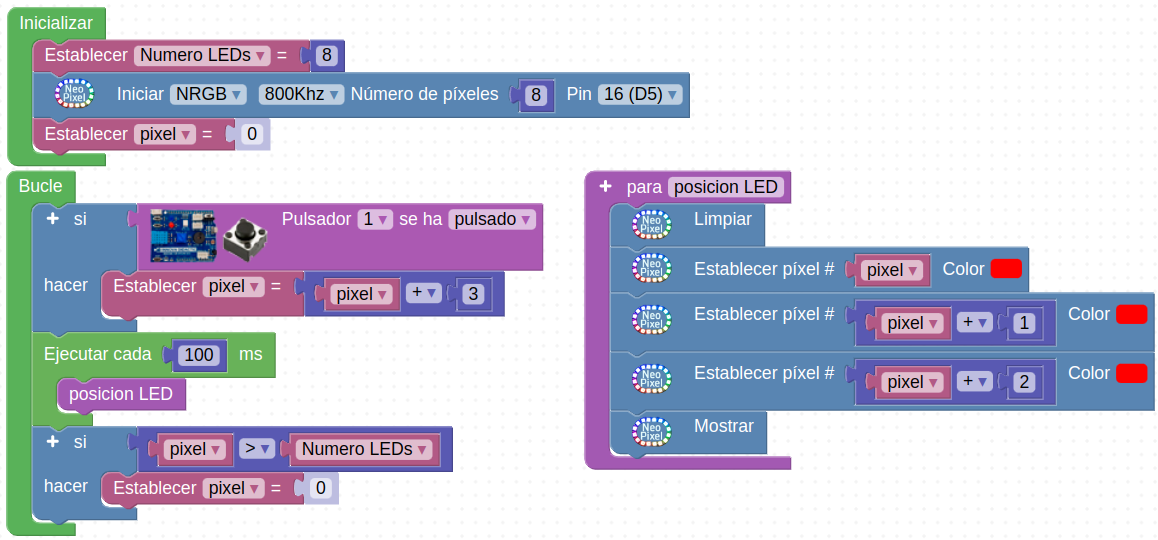 Inicializar
Establecer Numero LEDs ▾ = 8
Neo Pixel Iniciar NRGB ▾ 800Khz ▾ Número de píxeles 8 Pin 16 (D5) ▾
Establecer pixel ▾ = 0
Bucle
+ si Pulsador 1 ▾ se ha pulsado ▾
hacer Establecer pixel ▾ = pixel ▾ + ▾ 3
Ejecutar cada 100 ms
posicion LED
+ si pixel ▾ > ▾ Numero LEDs ▾
hacer Establecer pixel ▾ = 0
+ para posicion LED
Neo Pixel Limpiar
Neo Pixel Establecer píxel # pixel ▾ Color
Neo Pixel Establecer píxel # pixel ▾ + ▾ 1 Color
Neo Pixel Establecer píxel # pixel ▾ + ▾ 2 Color
Neo Pixel Mostrar